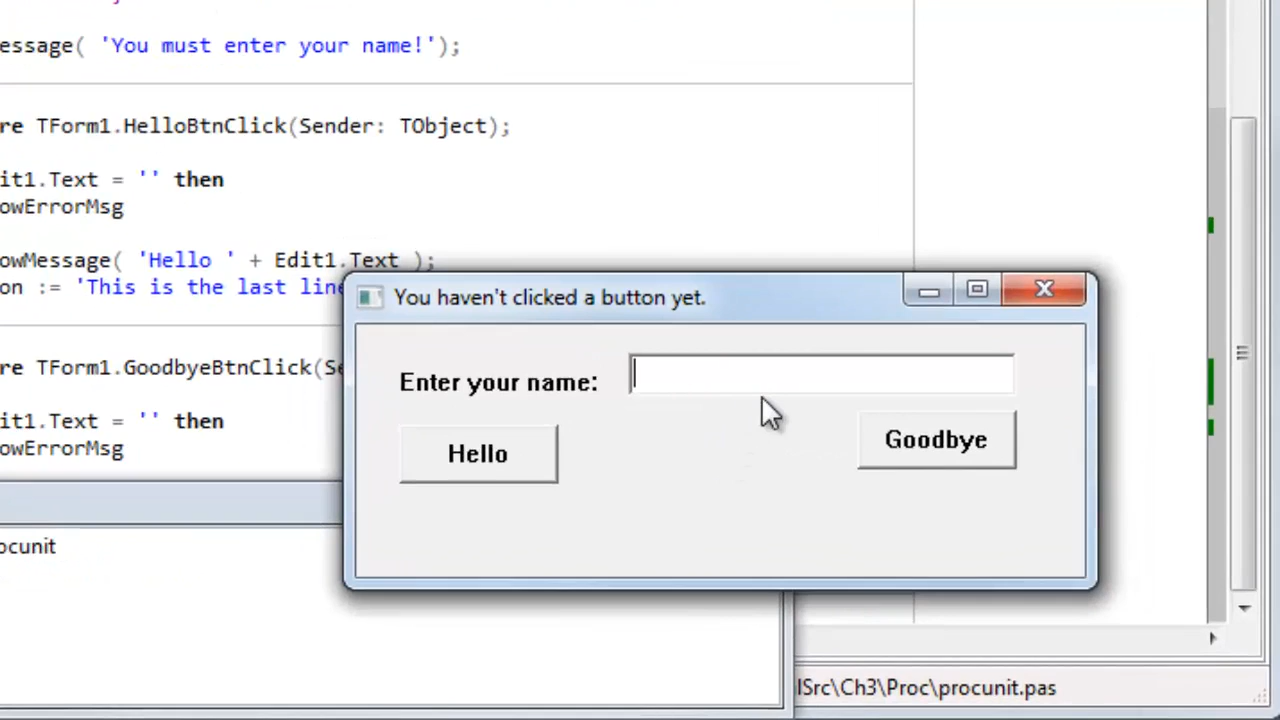 essage( 'You must enter your name!');
re TForm1.HelloBtnClick(Sender: TObject);
it1.Text = '' then
owErrorMsg
owMessage( 'Hello ' + Edit1.Text );
on := 'This is the last line
re TForm1.GoodbyeBtnClick(Se
it1.Text = '' then
owErrorMsg
You haven't clicked a button yet.
Enter your name:
Hello
Goodbye
ocunit
lSrc\Ch3\Proc\procunit.pas